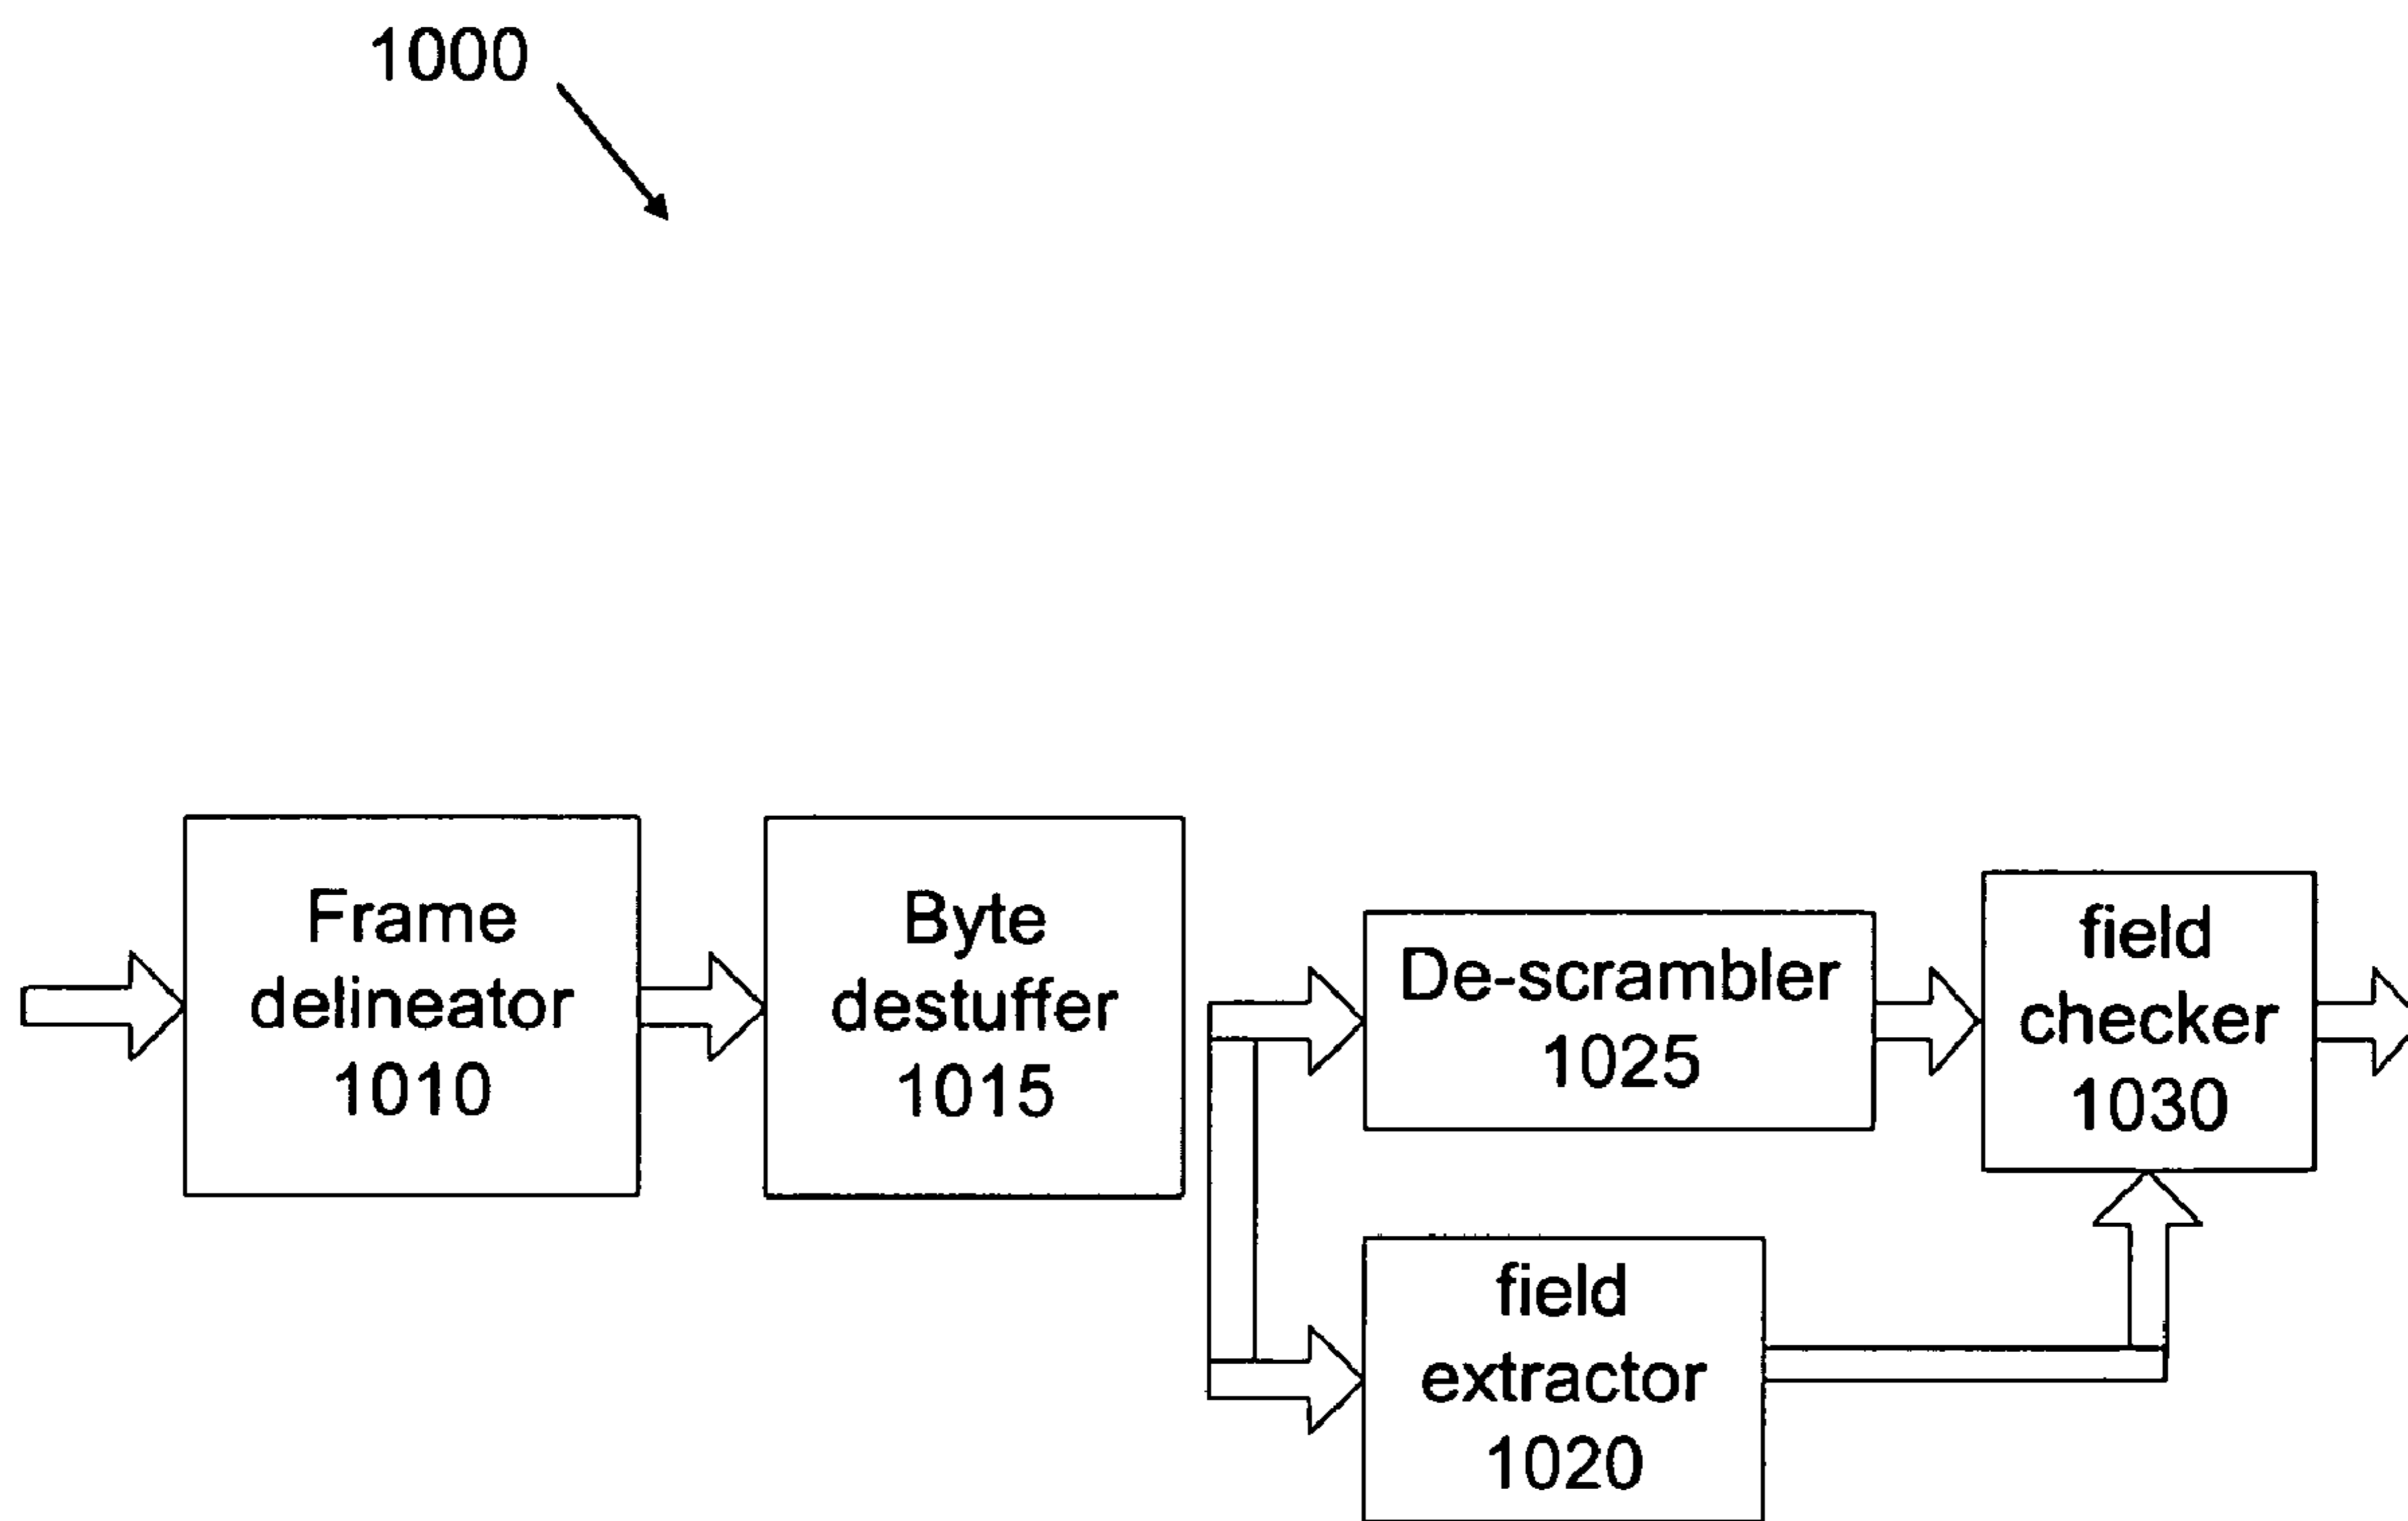 1000
Frame
delineator
1010
Byte
destuffer
1015
De-scrambler
1025
field
checker
1030
field
extractor
1020